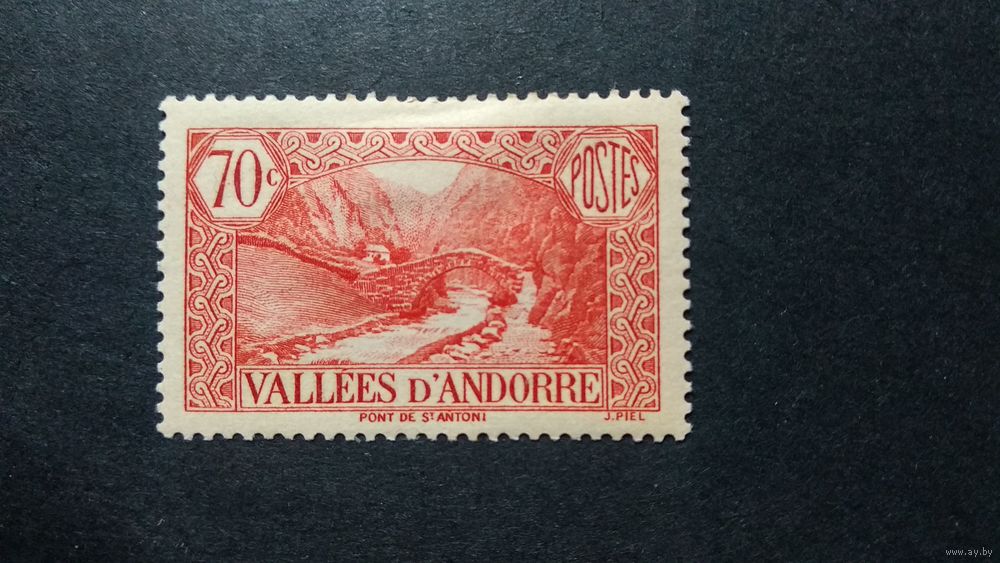 70c
POSTES
VALLÉES D'ANDORRE
PONT DE ST ANTONI
J. PIEL
www.ay.by